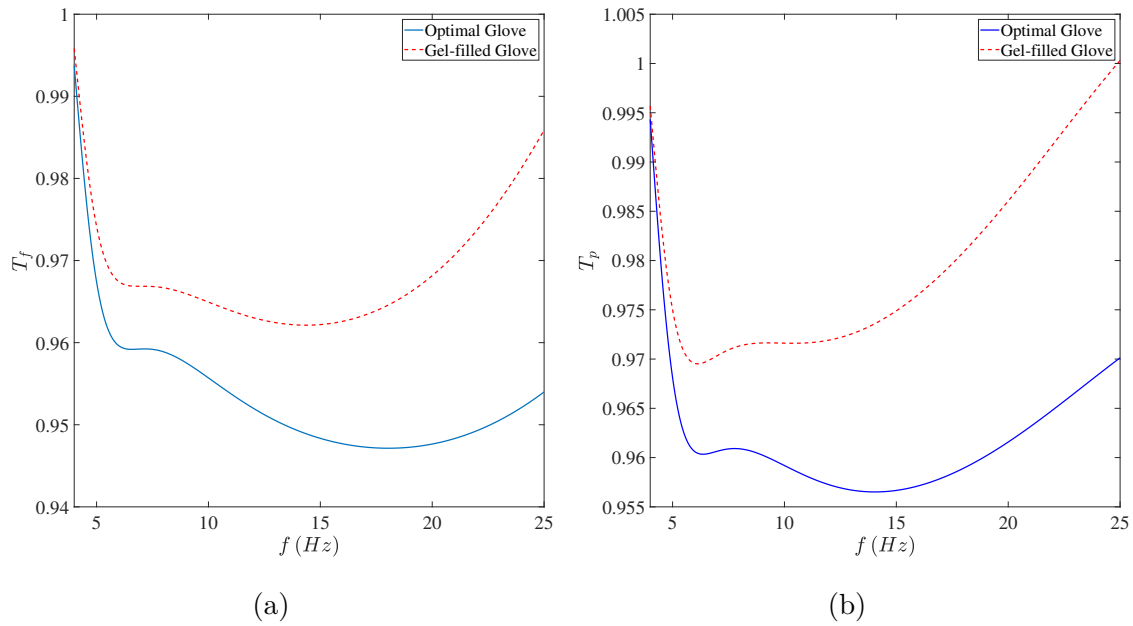 1
0.99
0.98
0.97
0.96
0.95
0.94
T_f
5
10
15
20
25
f (Hz)
Optimal Glove
Gel-filled Glove
(a)
1.005
1
0.995
0.99
0.985
0.98
0.975
0.97
0.965
0.96
0.955
T_p
5
10
15
20
25
f (Hz)
Optimal Glove
Gel-filled Glove
(b)